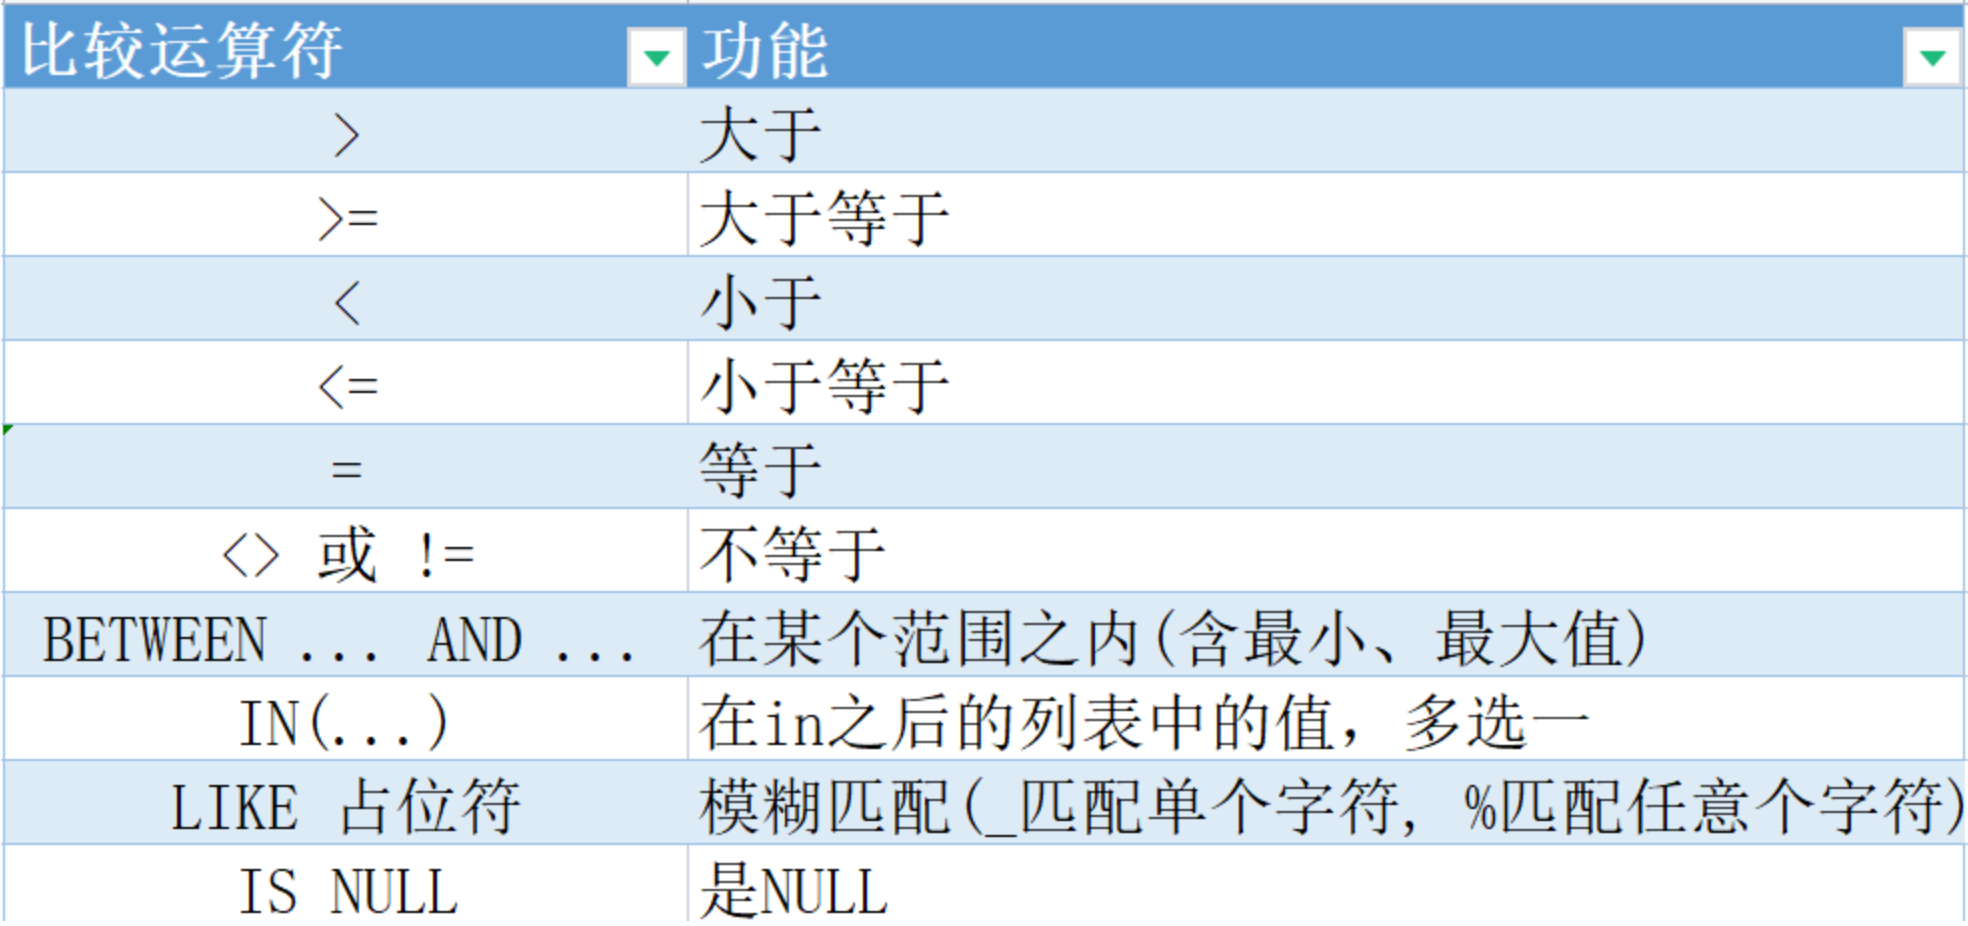 比较运算符 功能
> 大于
>= 大于等于
< 小于
<= 小于等于
= 等于
<> 或 != 不等于
BETWEEN ... AND ... 在某个范围之内(含最小、最大值)
IN(...) 在in之后的列表中的值，多选一
LIKE 占位符 模糊匹配(_匹配单个字符, %匹配任意个字符)
IS NULL 是NULL